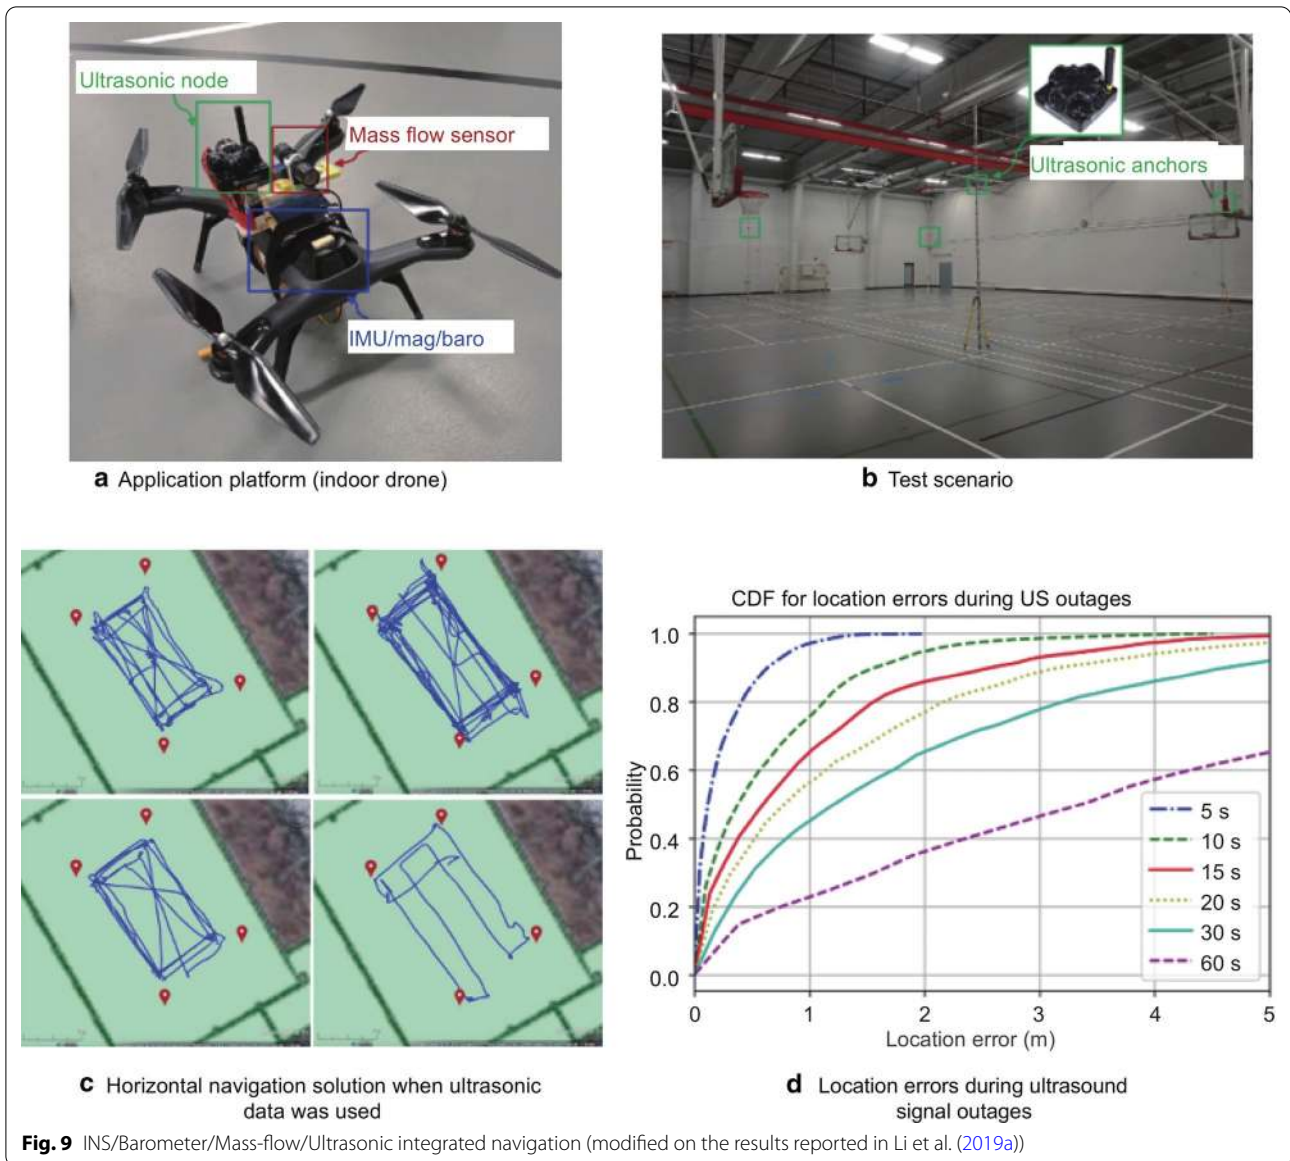 Ultrasonic node
Mass flow sensor
IMU/mag/baro
a Application platform (indoor drone)
Ultrasonic anchors
b Test scenario
c Horizontal navigation solution when ultrasonic
data was used
CDF for location errors during US outages
Probability
1.0
0.8
0.6
0.4
0.2
0.0
0 1 2 3 4 5
Location error (m)
5 s
10 s
15 s
20 s
30 s
60 s
d Location errors during ultrasound
signal outages
Fig. 9 INS/Barometer/Mass-flow/Ultrasonic integrated navigation (modified on the results reported in Li et al. (2019a))